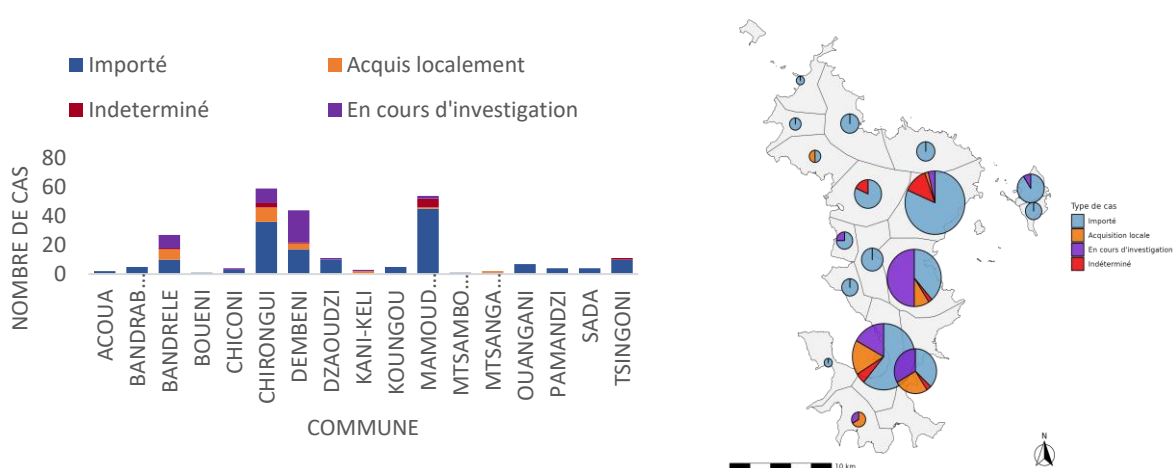 Importé
Acquis localement
Indeterminé
En cours d'investigation
NOMBRE DE CAS
80
60
40
20
0
ACOUA
BANDRAB…
BANDRELE
BOUENI
CHICONI
CHIRONGUI
DEMBENI
DZAOUDZI
KANI-KELI
KOUNGOU
MAMOUD…
MTSAMBO…
MTSANGA…
OUANGANI
PAMANDZI
SADA
TSINGONI
COMMUNE
Type de cas
Importé
Acquisition locale
En cours d'investigation
Indéterminé
N
10 km